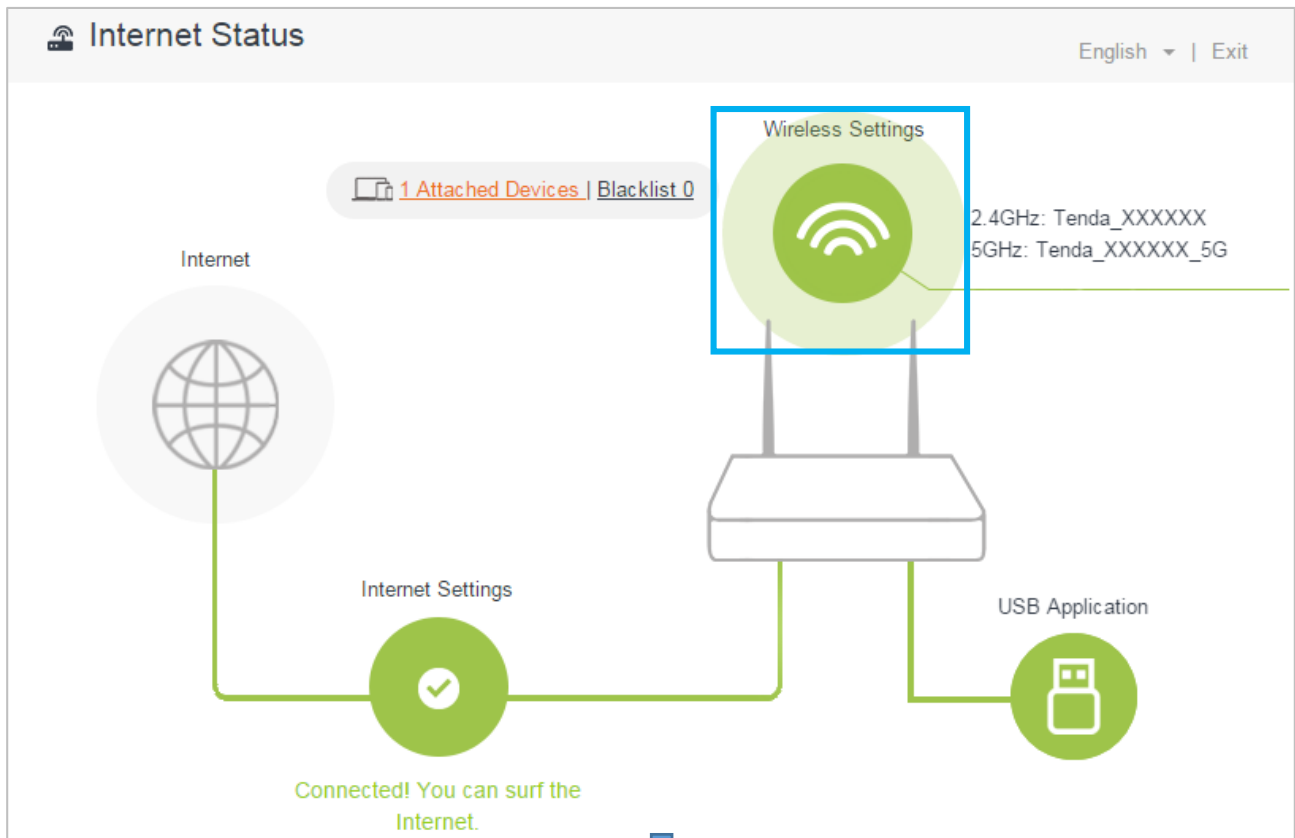 Internet Status
English | Exit
Wireless Settings
1 Attached Devices | Blacklist 0
2.4GHz: Tenda_XXXXXX
5GHz: Tenda_XXXXXX_5G
Internet
Internet Settings
USB Application
Connected! You can surf the
Internet.